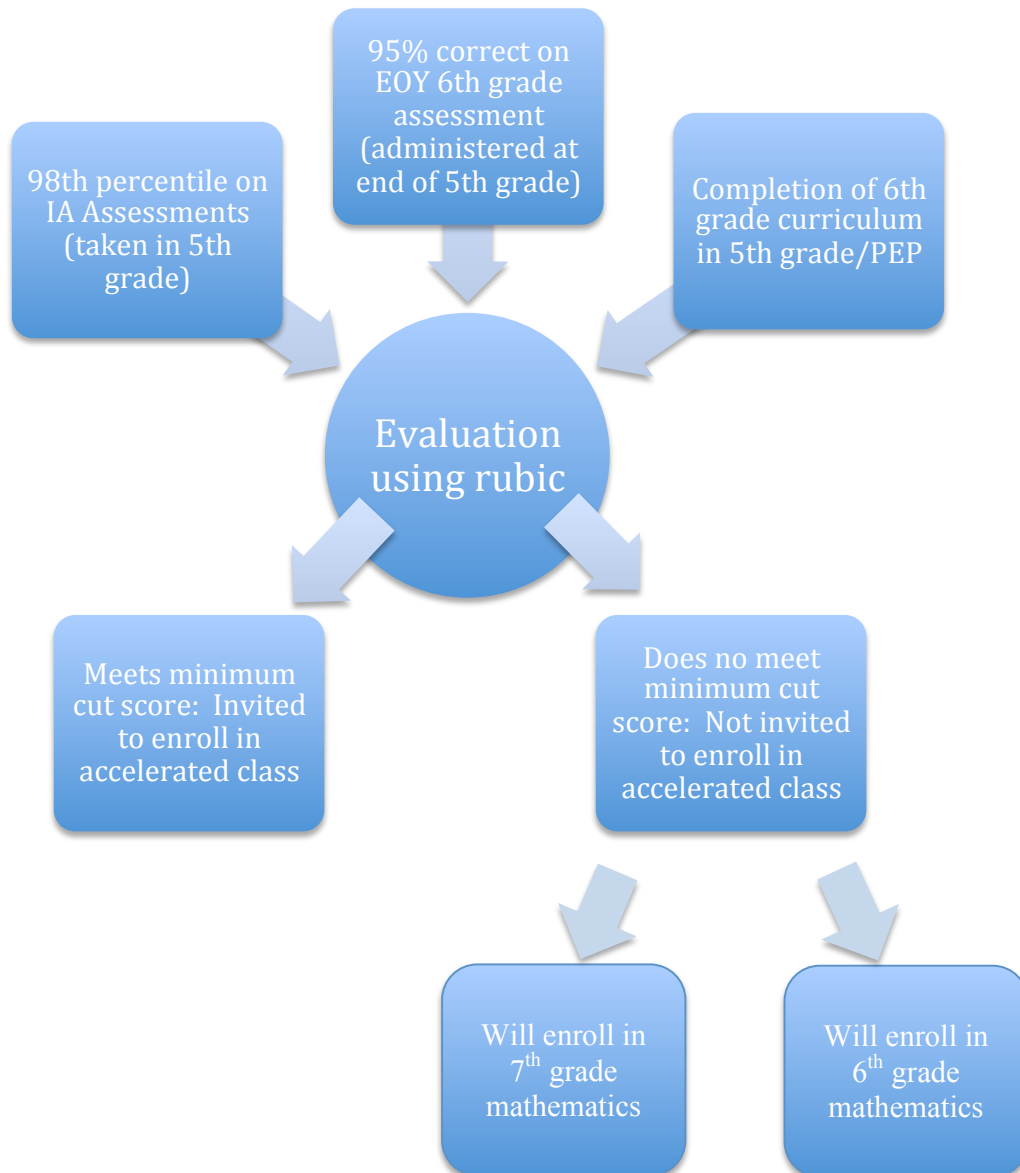 98th percentile on
IA Assessments
(taken in 5th
grade)
95% correct on
EOY 6th grade
assessment
(administered at
end of 5th grade)
Completion of 6th
grade curriculum
in 5th grade/PEP
Evaluation
using rubic
Meets minimum
cut score:  Invited
to enroll in
accelerated class
Does no meet
minimum cut
score:  Not invited
to enroll in
accelerated class
Will enroll in
7th grade
mathematics
Will enroll in
6th grade
mathematics